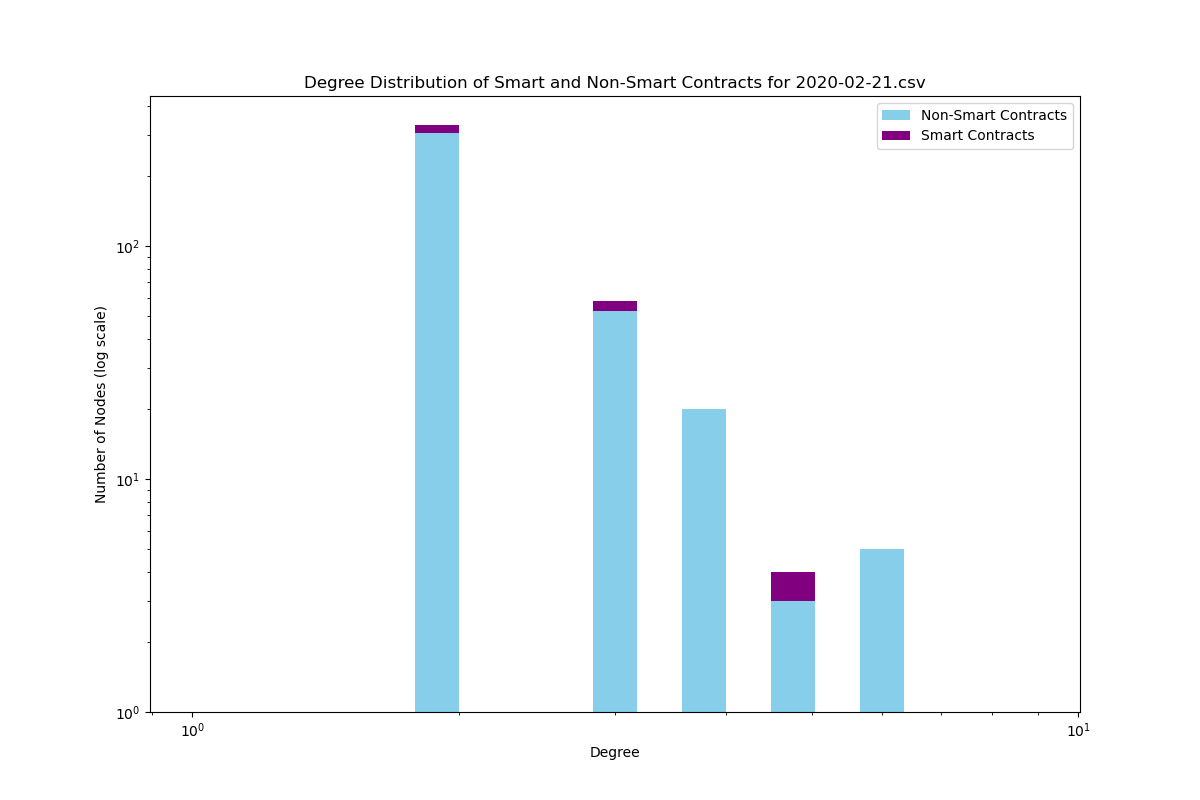 Degree Distribution of Smart and Non-Smart Contracts for 2020-02-21.csv
Non-Smart Contracts
Smart Contracts
Number of Nodes (log scale)
10²
10¹
10⁰
10⁰
10¹
Degree